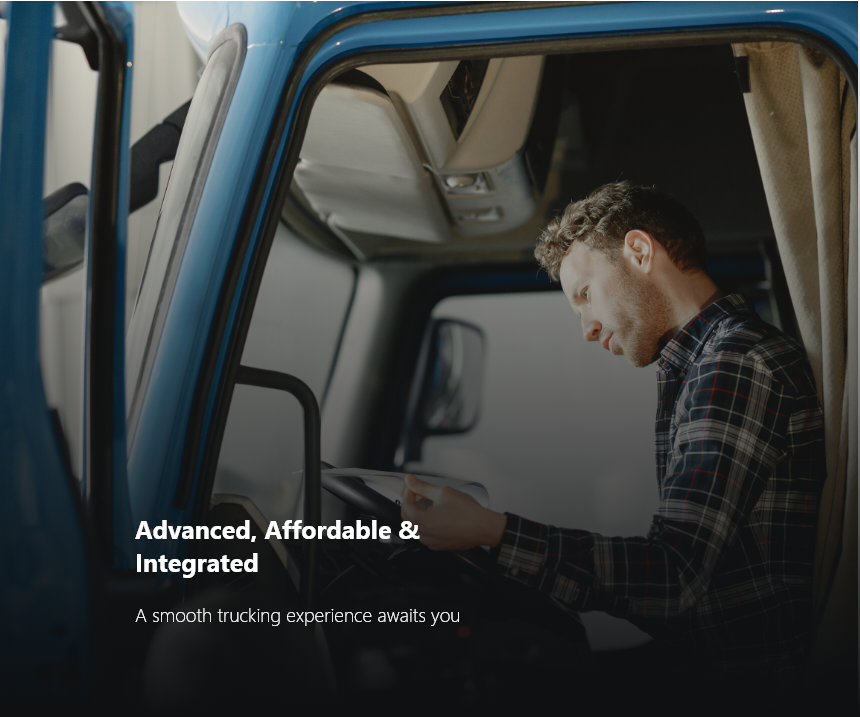 Advanced, Affordable &
Integrated
A smooth trucking experience awaits you